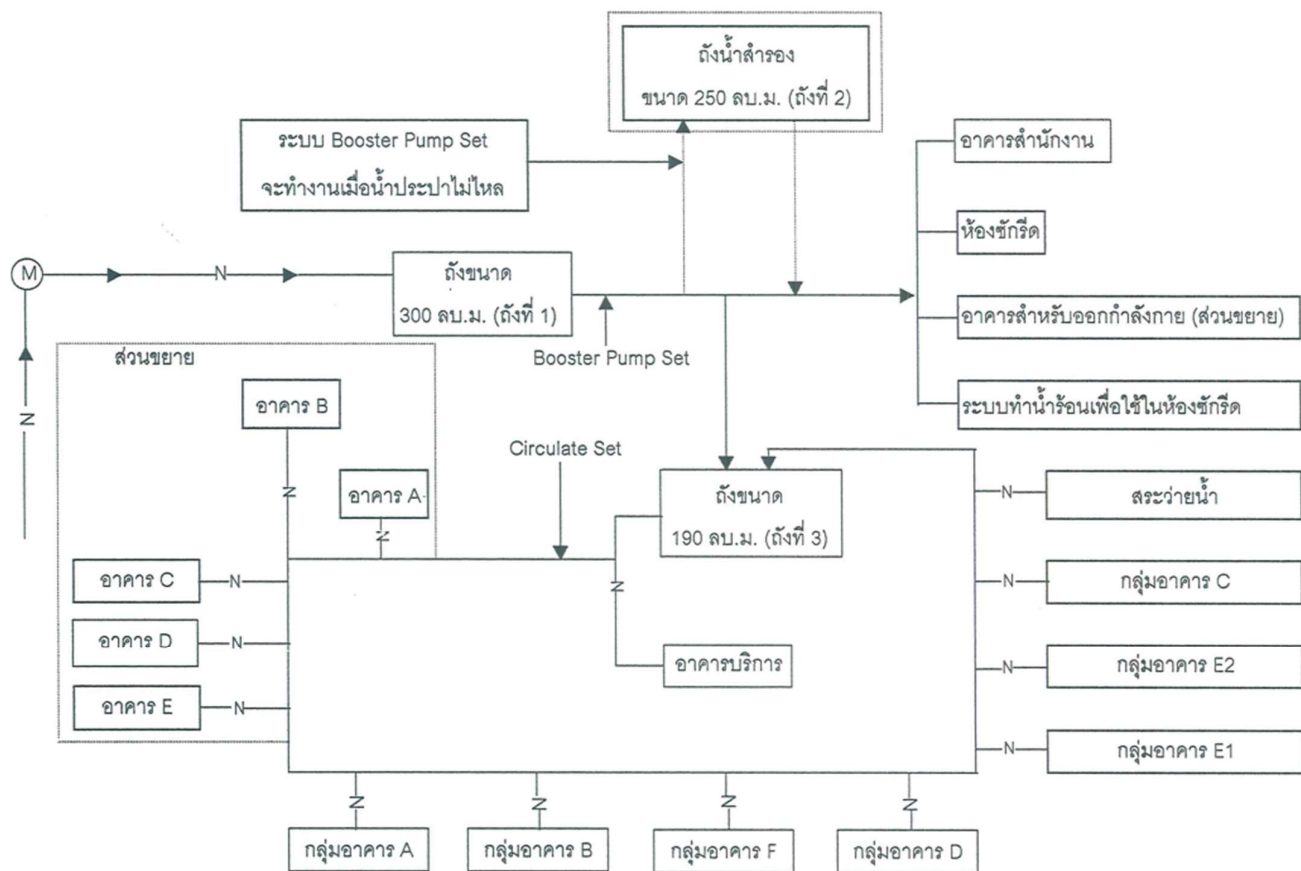 ถังน้ำสำรอง
ขนาด 250 ลบ.ม. (ถังที่ 2)
ระบบ Booster Pump Set
จะทำงานเมื่อน้ำประปาไม่ไหล
อาคารสำนักงาน
ห้องซักรีด
M
N
ถังขนาด
300 ลบ.ม. (ถังที่ 1)
อาคารสำหรับออกกำลังกาย (ส่วนขยาย)
Booster Pump Set
ระบบทำน้ำร้อนเพื่อใช้ในห้องซักรีด
ส่วนขยาย
N
อาคาร B
Circulate Set
N
อาคาร A
N
ถังขนาด
190 ลบ.ม. (ถังที่ 3)
N
สระว่ายน้ำ
อาคาร C
N
N
N
กลุ่มอาคาร C
อาคาร D
N
อาคารบริการ
N
กลุ่มอาคาร E2
อาคาร E
N
N
กลุ่มอาคาร E1
N
N
N
N
กลุ่มอาคาร A
กลุ่มอาคาร B
กลุ่มอาคาร F
กลุ่มอาคาร D